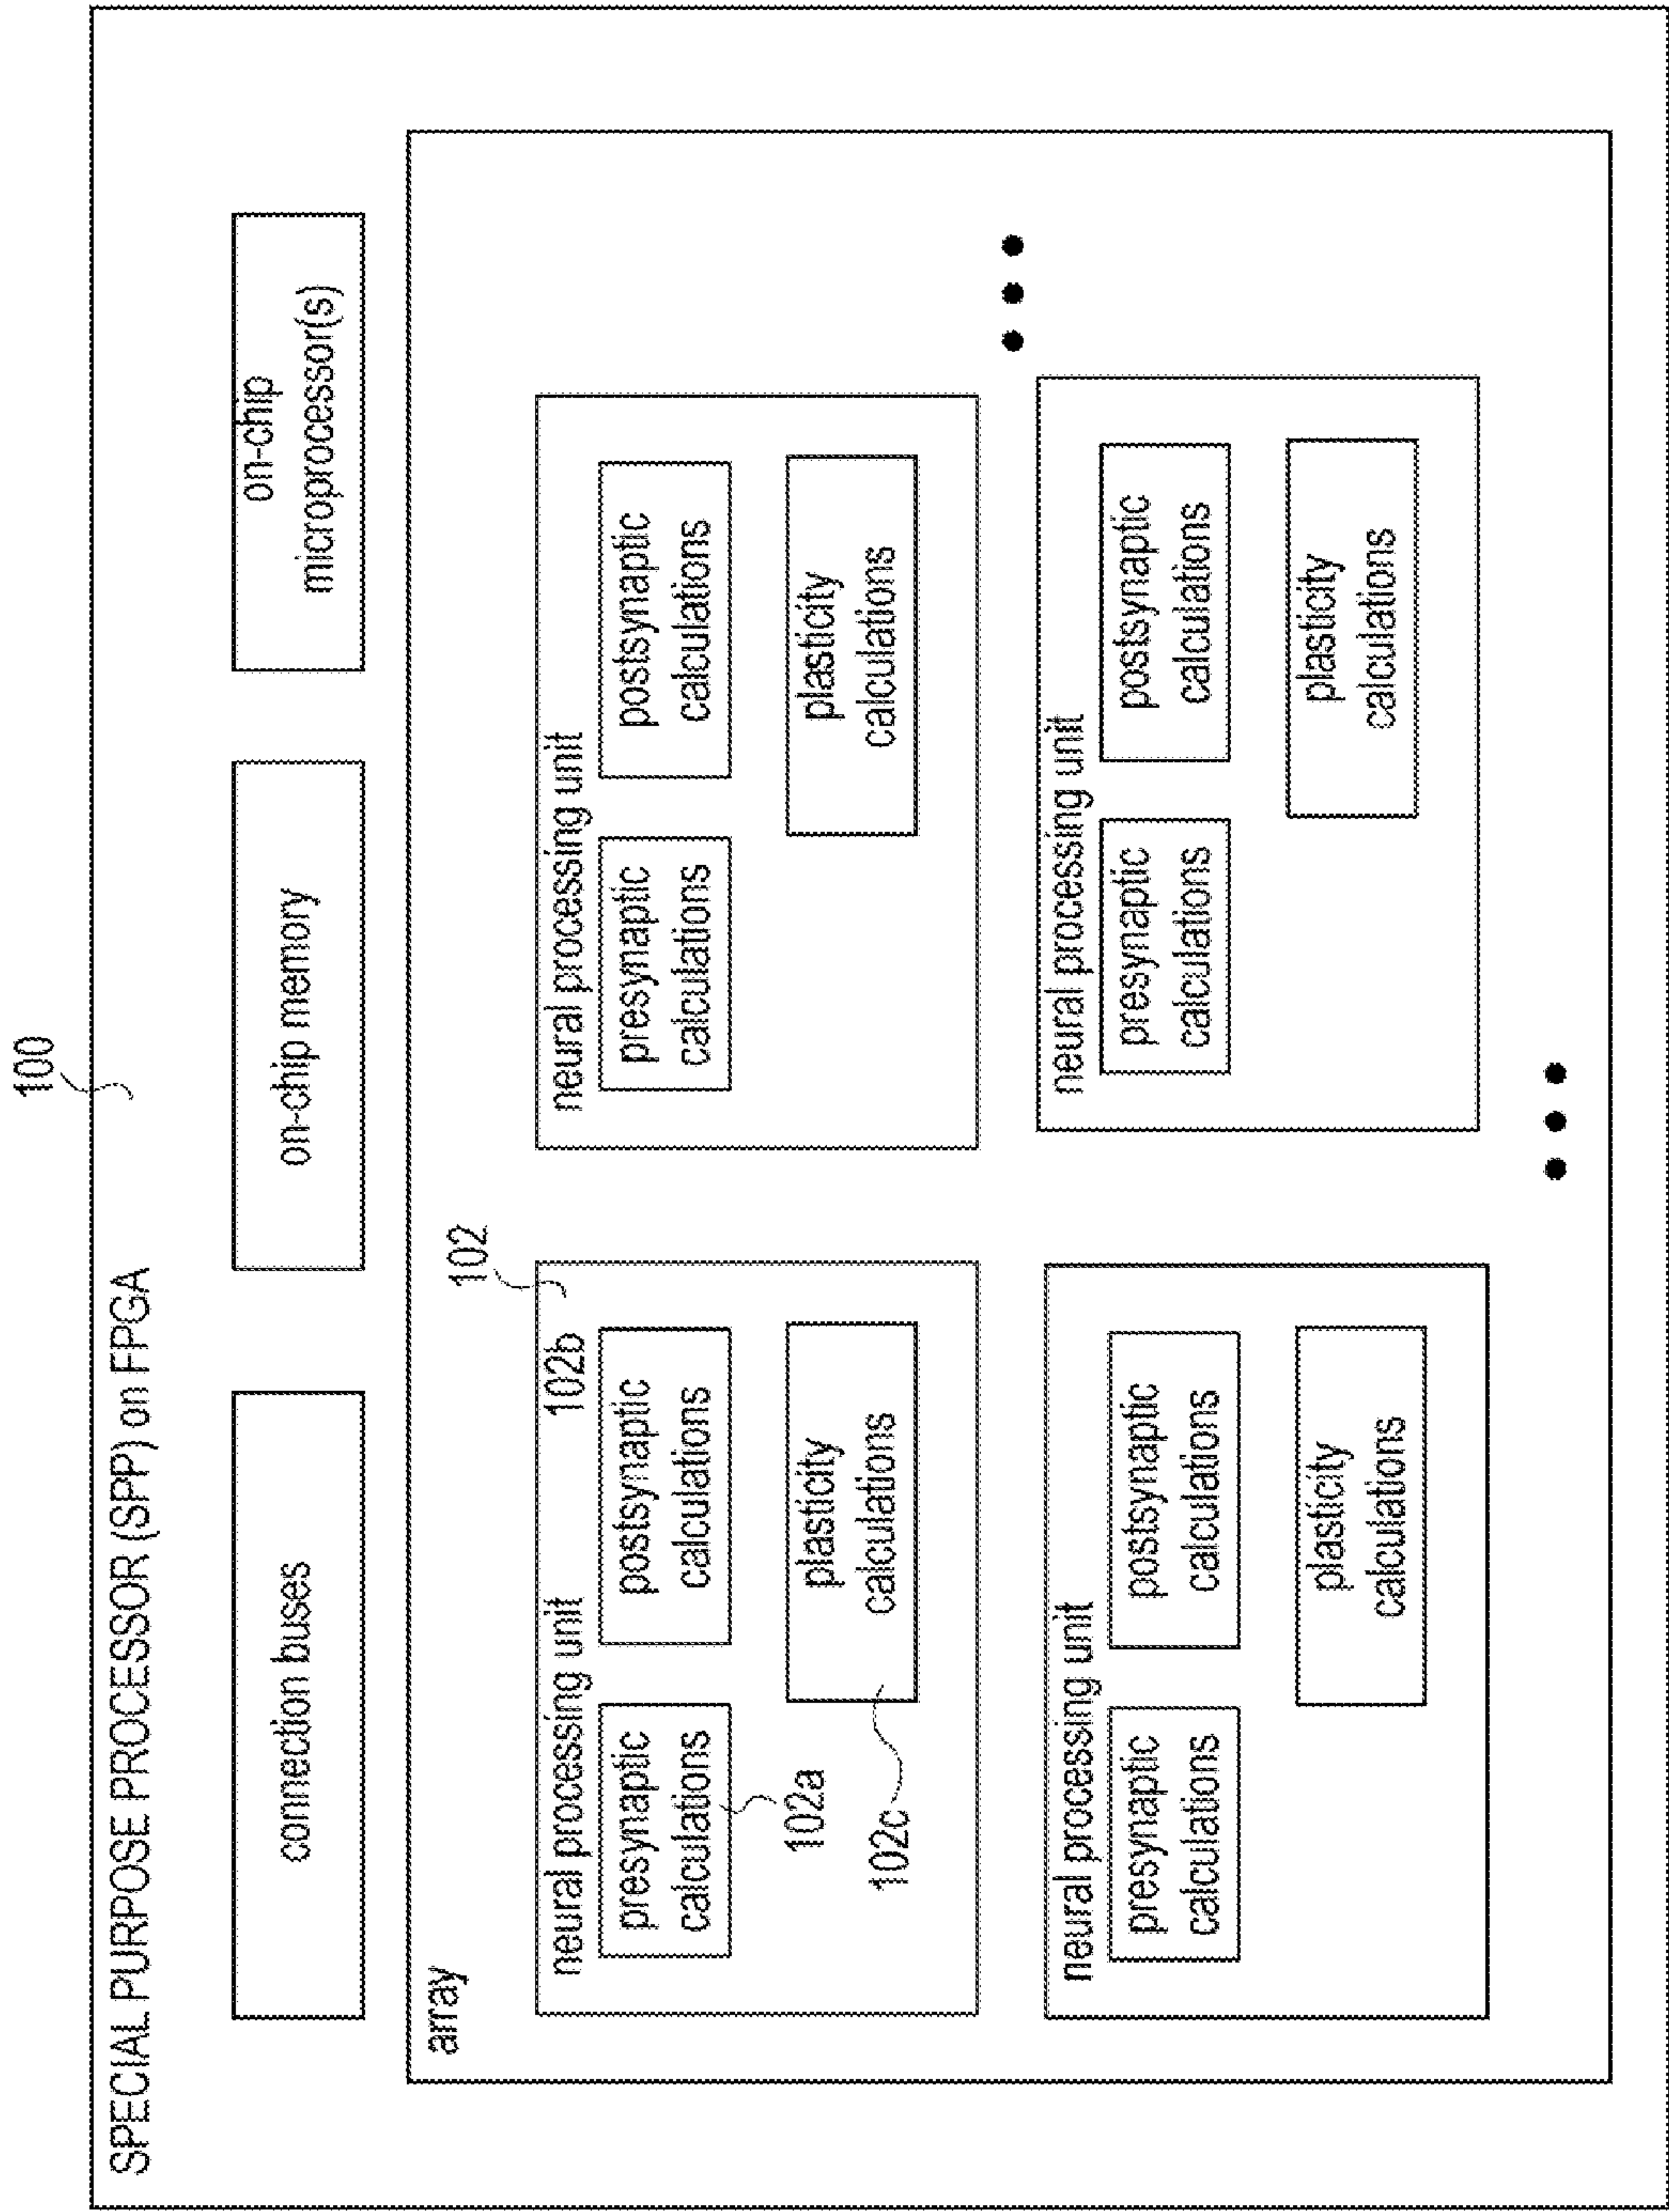 100
SPECIAL PURPOSE PROCESSOR (SPP) on FPGA
connection buses
on-chip memory
on-chip
microprocessor(s)
array
102
neural processing unit
102b
presynaptic
calculations
postsynaptic
calculations
102a
plasticity
calculations
102c
neural processing unit
presynaptic
calculations
postsynaptic
calculations
plasticity
calculations
neural processing unit
presynaptic
calculations
postsynaptic
calculations
plasticity
calculations
neural processing unit
presynaptic
calculations
postsynaptic
calculations
plasticity
calculations